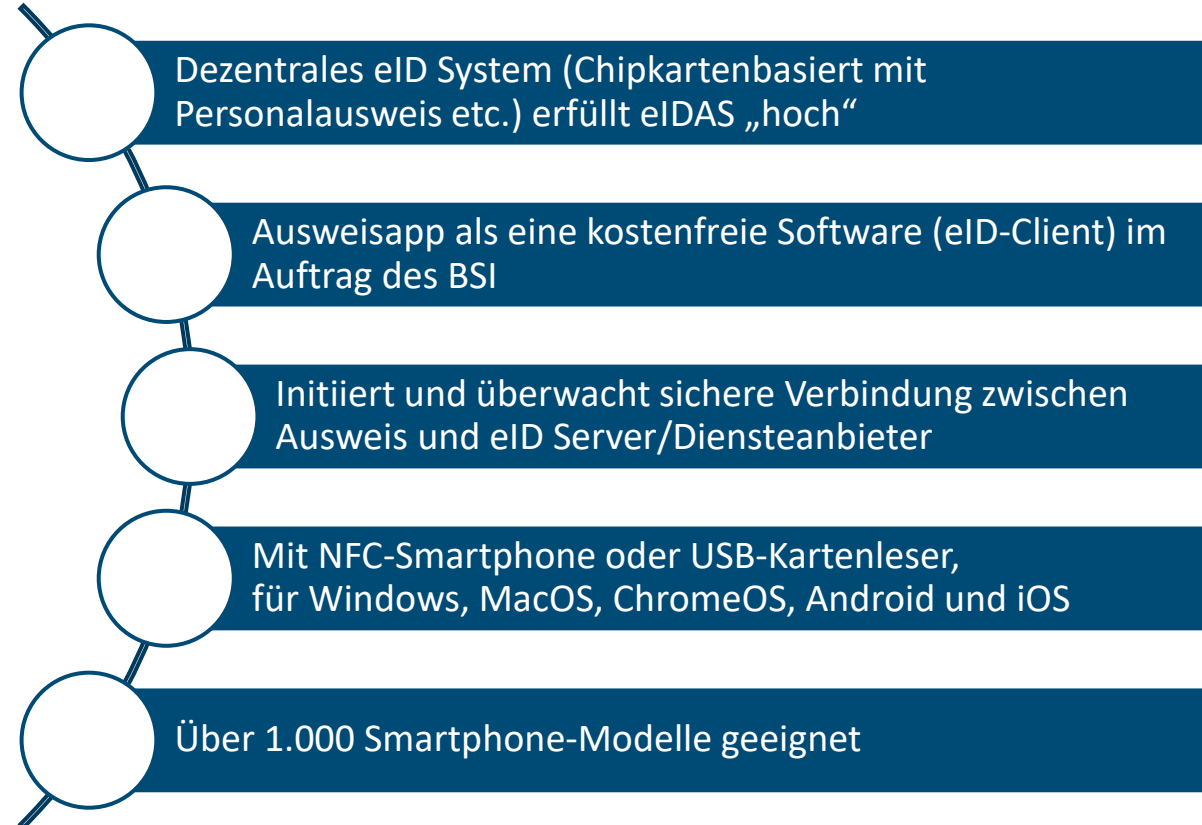 Dezentrales eID System (Chipkartenbasiert mit
Personalausweis etc.) erfüllt eIDAS „hoch“
Ausweisapp als eine kostenfreie Software (eID-Client) im
Auftrag des BSI
Initiiert und überwacht sichere Verbindung zwischen
Ausweis und eID Server/Diensteanbieter
Mit NFC-Smartphone oder USB-Kartenleser,
für Windows, MacOS, ChromeOS, Android und iOS
Über 1.000 Smartphone-Modelle geeignet